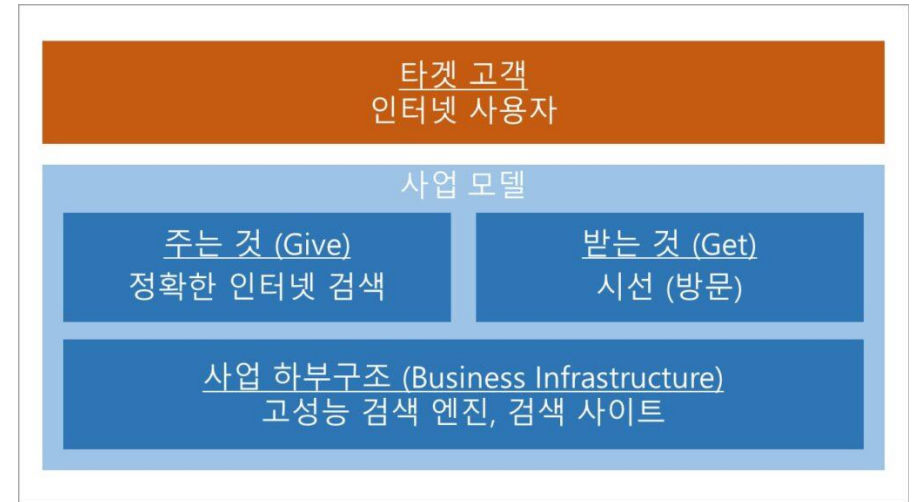 타겟 고객
인터넷 사용자
사업 모델
주는 것 (Give)
정확한 인터넷 검색
받는 것 (Get)
시선 (방문)
사업 하부구조 (Business Infrastructure)
고성능 검색 엔진, 검색 사이트